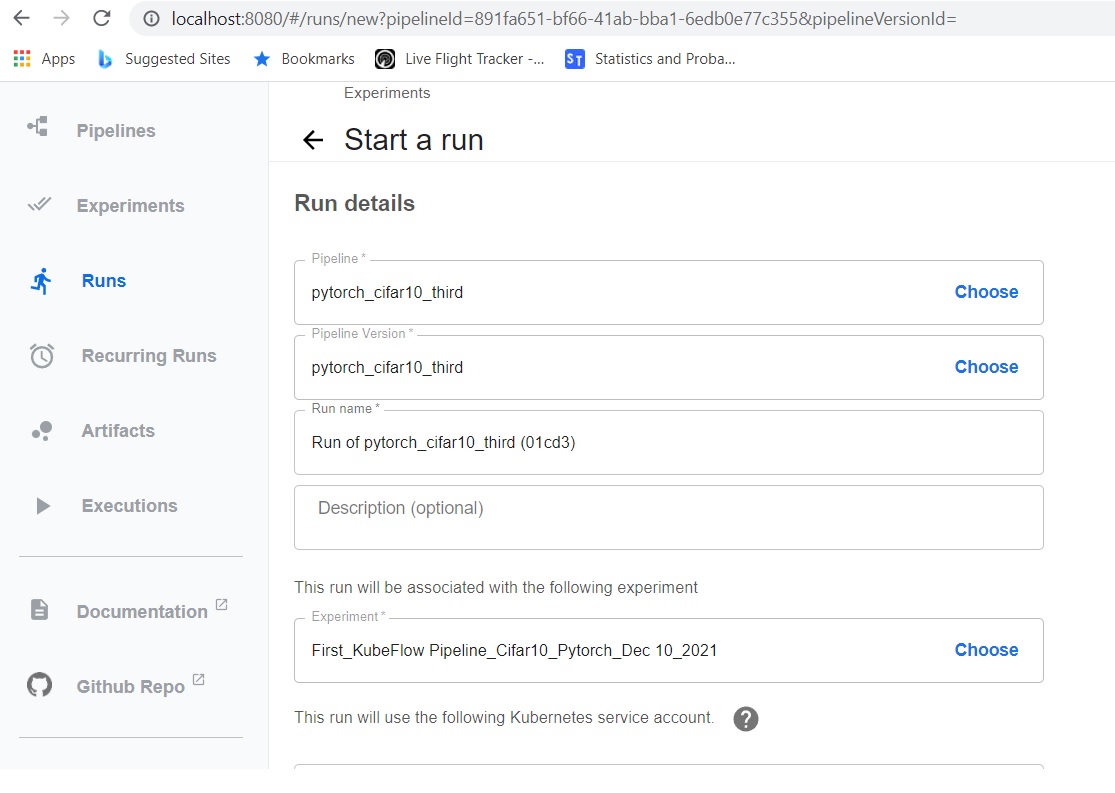 localhost:8080/#/runs/new?pipelineId=891fa651-bf66-41ab-bba1-6edb0e77c355&pipelineVersionId=
Apps
Suggested Sites
Bookmarks
Live Flight Tracker -...
ST
Statistics and Proba...
Pipelines
Experiments
Runs
Recurring Runs
Artifacts
Executions
Documentation
Github Repo
Experiments
Start a run
Run details
Pipeline *
pytorch_cifar10_third
Choose
Pipeline Version *
pytorch_cifar10_third
Choose
Run name *
Run of pytorch_cifar10_third (01cd3)
Description (optional)
This run will be associated with the following experiment
Experiment *
First_KubeFlow Pipeline_Cifar10_Pytorch_Dec 10_2021
Choose
This run will use the following Kubernetes service account.
?